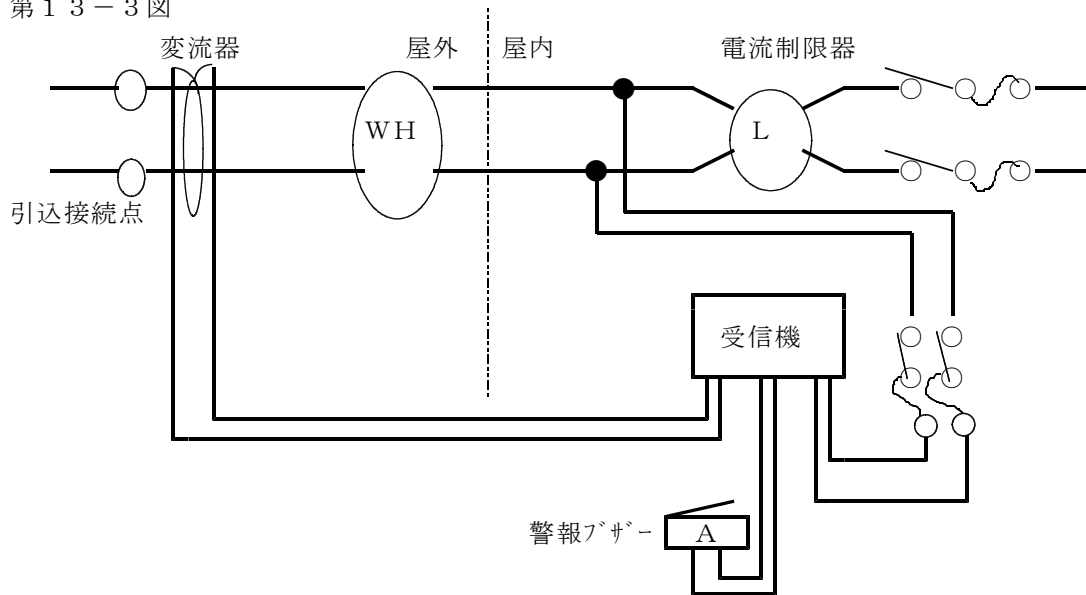 第１３－３図
変流器
屋外
屋内
電流制限器
ＷＨ
Ｌ
引込接続点
受信機
警報ﾌﾞｻﾞｰ
Ａ